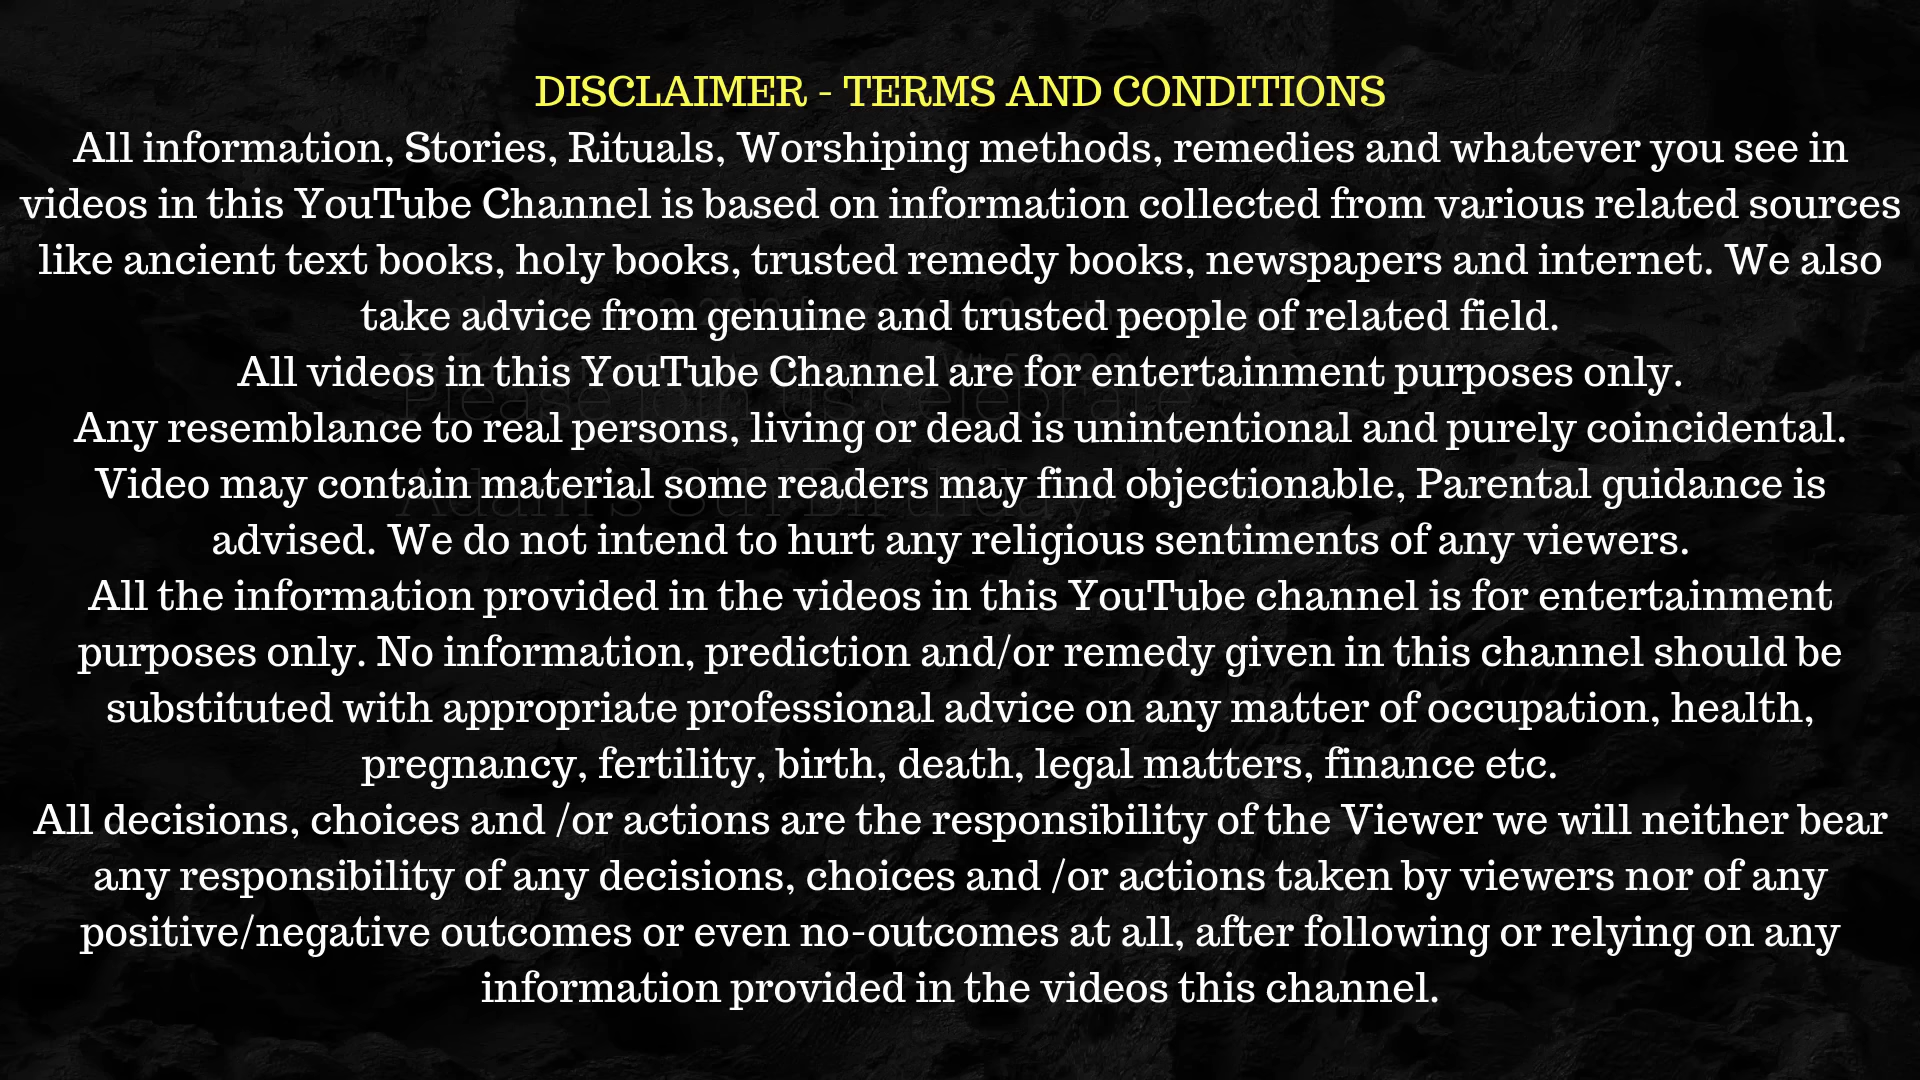 DISCLAIMER - TERMS AND CONDITIONS
All information, Stories, Rituals, Worshiping methods, remedies and whatever you see in
videos in this YouTube Channel is based on information collected from various related sources
like ancient text books, holy books, trusted remedy books, newspapers and internet. We also
take advice from genuine and trusted people of related field.
All videos in this YouTube Channel are for entertainment purposes only.
Please join us celebrate
Any resemblance to real persons, living or dead is unintentional and purely coincidental.
Video may contain material some readers may find objectionable, Parental guidance is
Adam's 8th Birthday!
advised. We do not intend to hurt any religious sentiments of any viewers.
All the information provided in the videos in this YouTube channel is for entertainment
purposes only. No information, prediction and/or remedy given in this channel should be
substituted with appropriate professional advice on any matter of occupation, health,
pregnancy, fertility, birth, death, legal matters, finance etc.
All decisions, choices and /or actions are the responsibility of the Viewer we will neither bear
any responsibility of any decisions, choices and /or actions taken by viewers nor of any
positive/negative outcomes or even no-outcomes at all, after following or relying on any
information provided in the videos this channel.